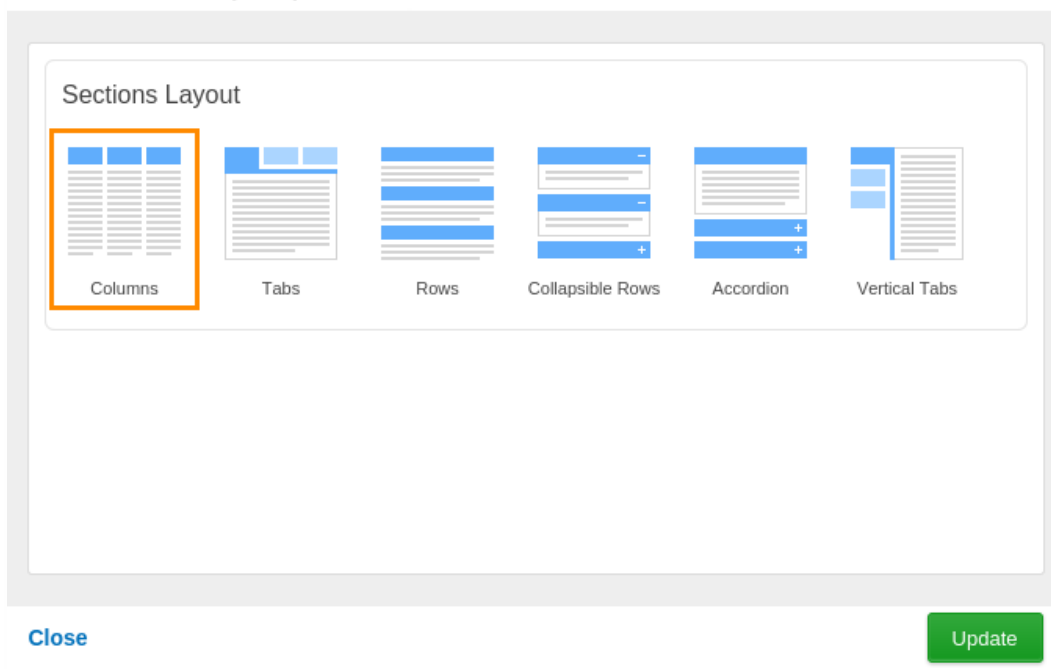 Sections Layout
Columns
Tabs
Rows
Collapsible Rows
Accordion
Vertical Tabs
Close
Update